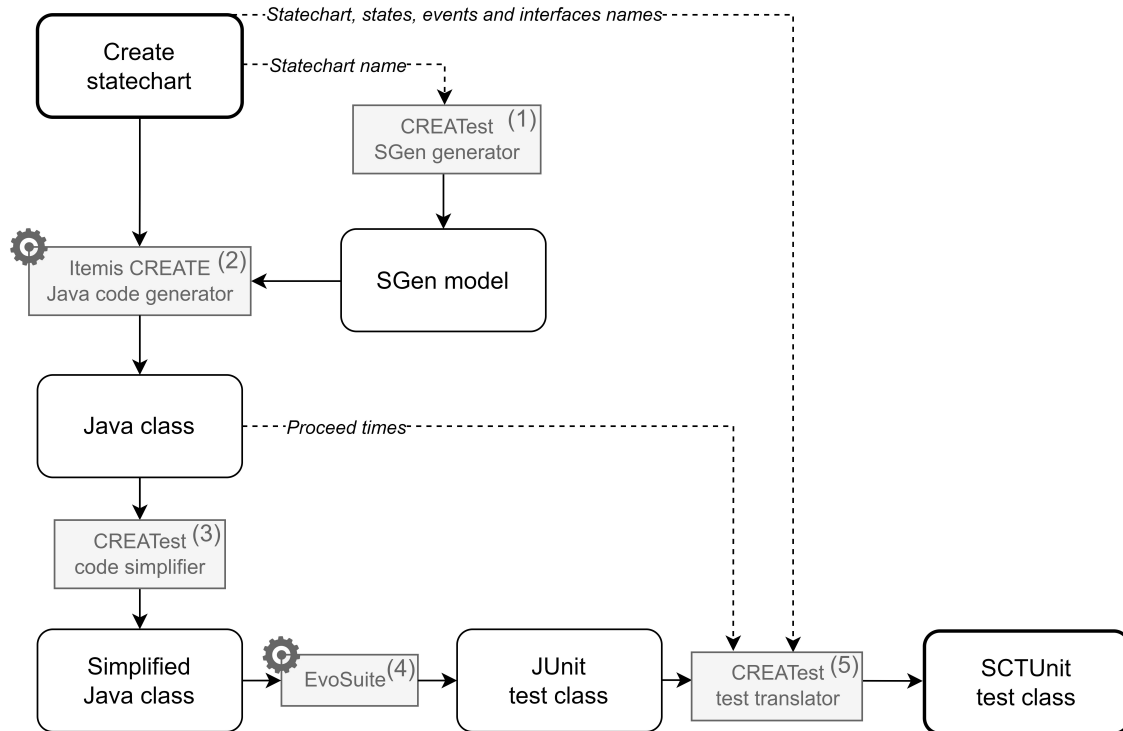 Statechart, states, events and interfaces names
Create
statechart
Statechart name
CREATest (1)
SGen generator
Itemis CREATE (2)
Java code generator
SGen model
Java class
Proceed times
CREATest (3)
code simplifier
Simplified
Java class
EvoSuite (4)
JUnit
test class
CREATest (5)
test translator
SCTUnit
test class